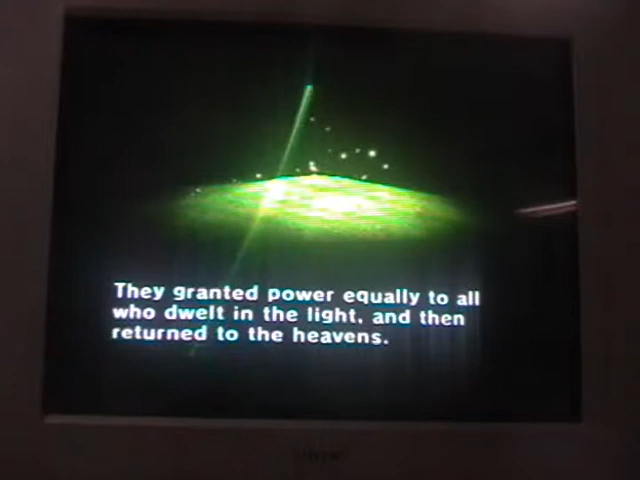 They granted power equally to all
who dwelt in the light, and then
returned to the heavens.